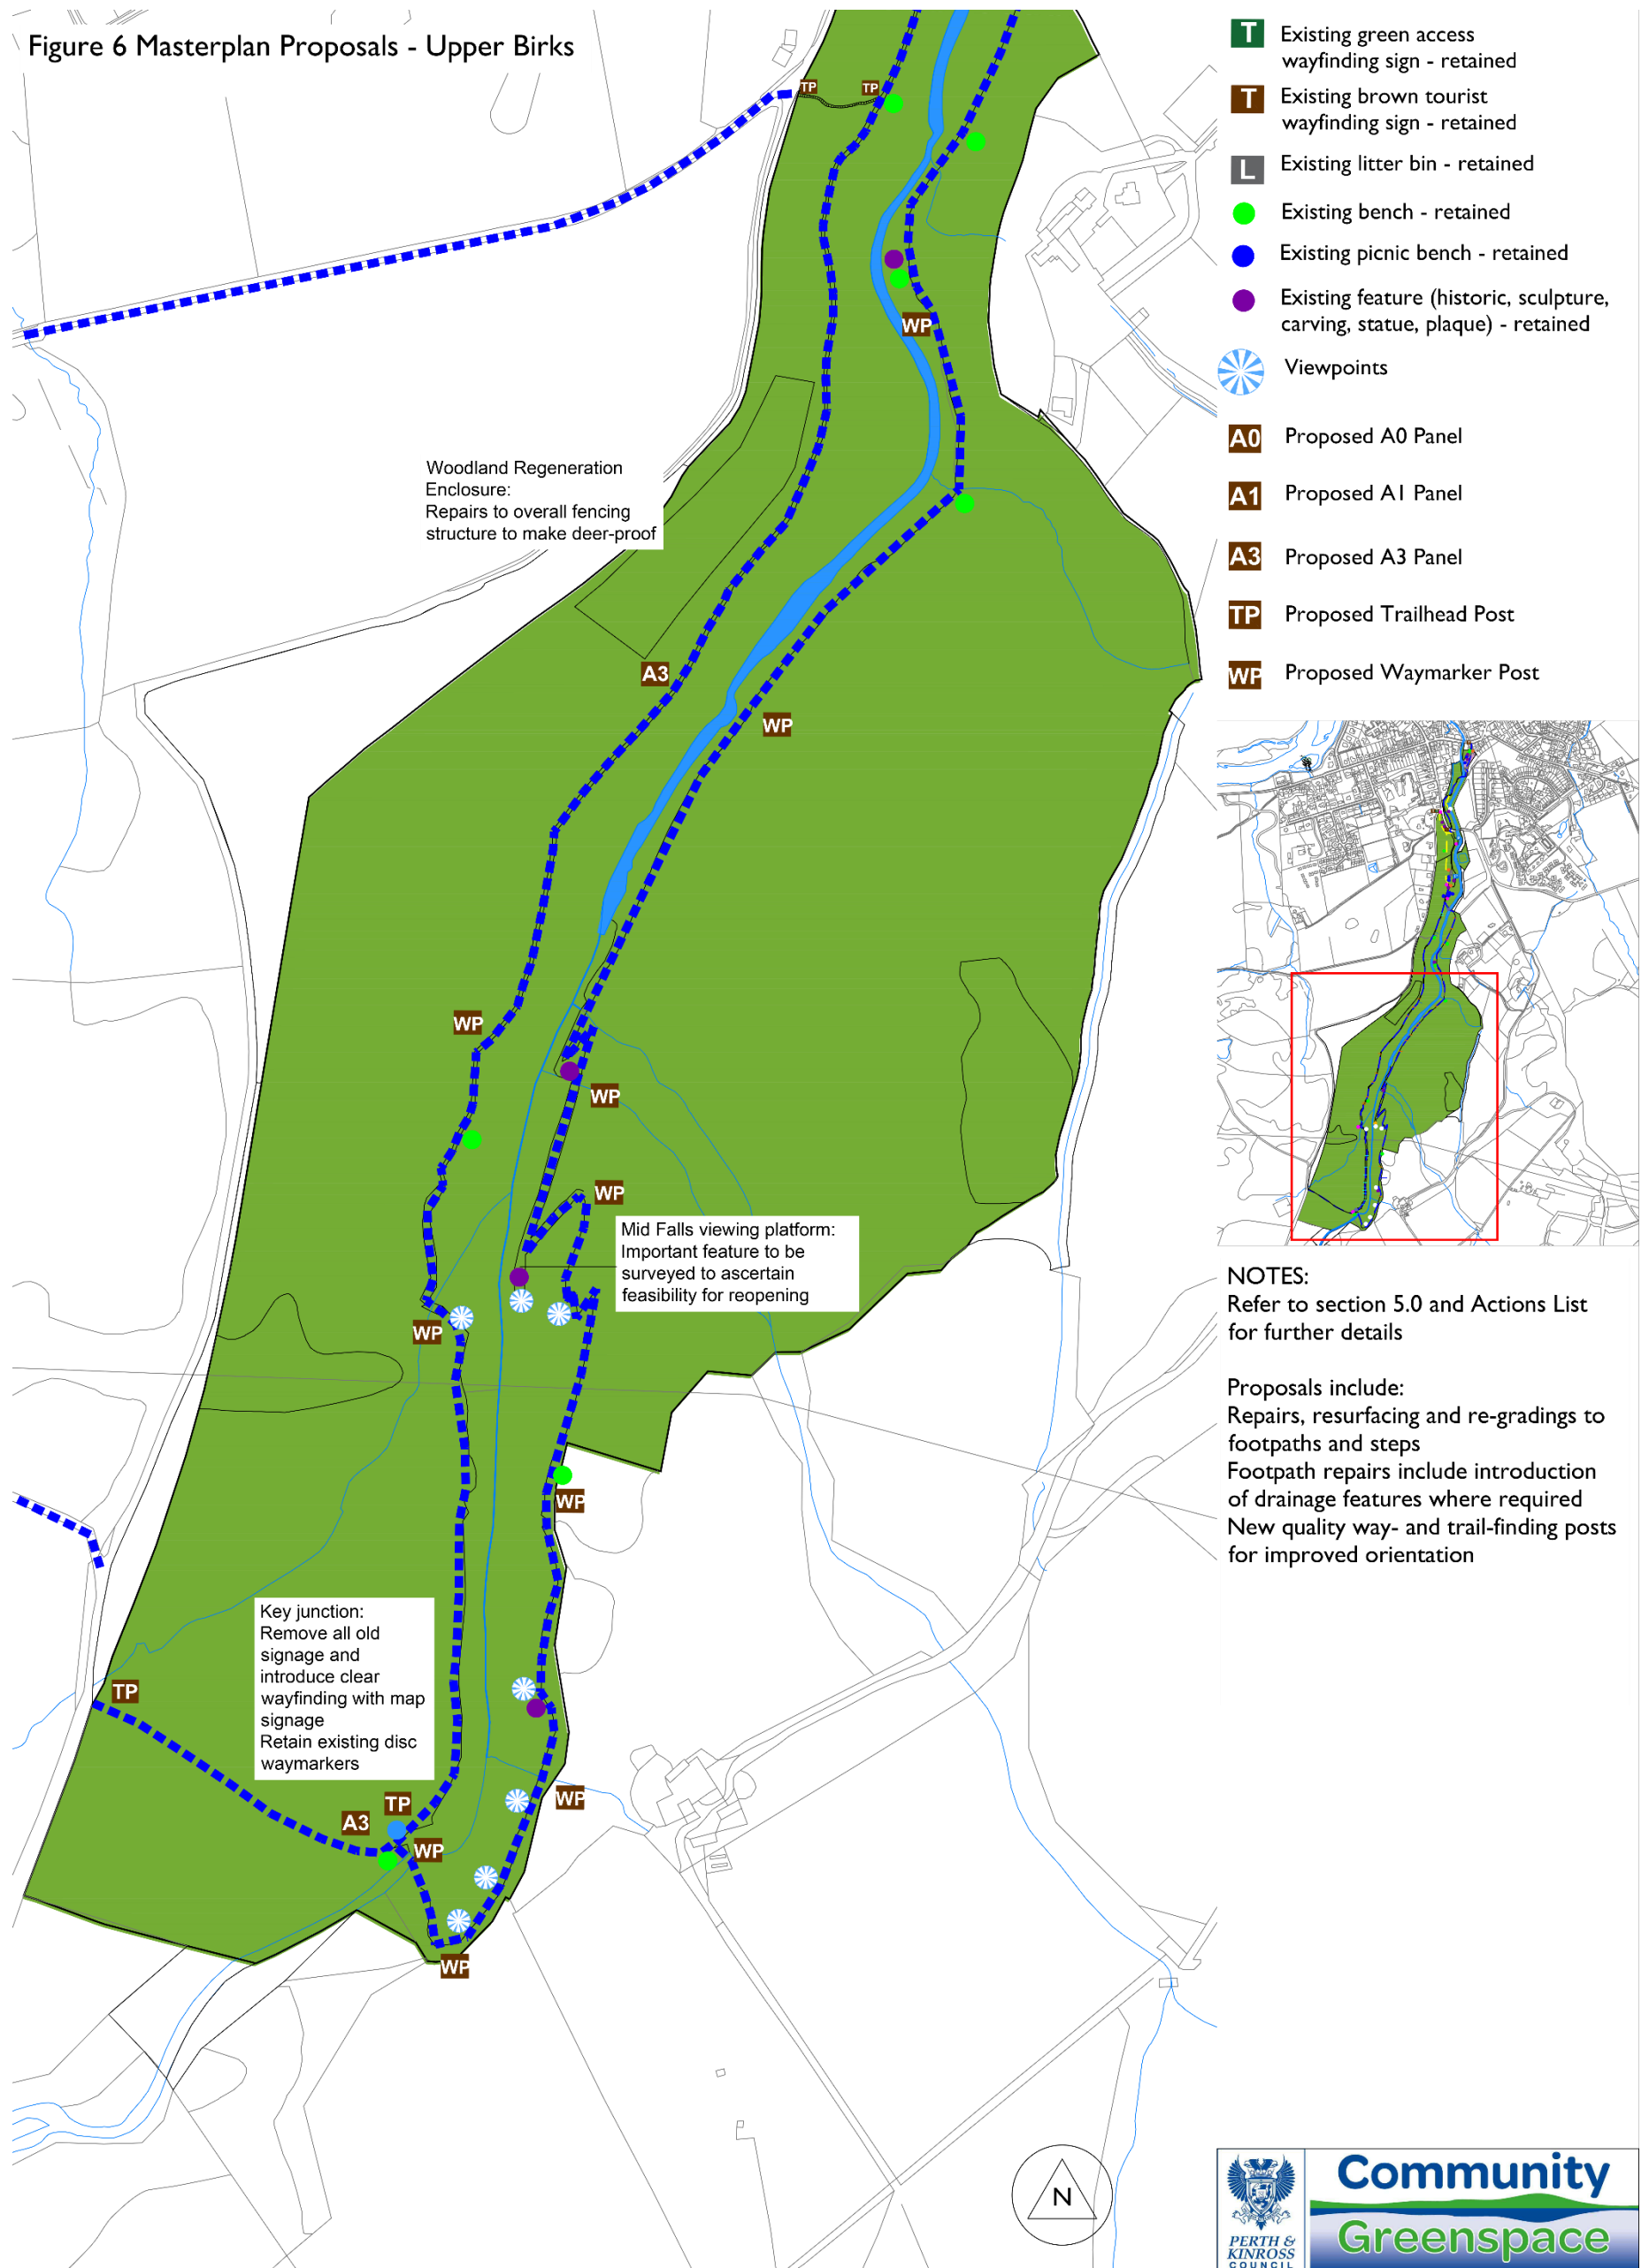 Figure 6 Masterplan Proposals - Upper Birks
T Existing green access
wayfinding sign - retained
T Existing brown tourist
wayfinding sign - retained
L Existing litter bin - retained
Existing bench - retained
Existing picnic bench - retained
Existing feature (historic, sculpture,
carving, statue, plaque) - retained
Viewpoints
A0 Proposed A0 Panel
A1 Proposed A1 Panel
A3 Proposed A3 Panel
TP Proposed Trailhead Post
WP Proposed Waymarker Post
TP
TP
WP
Woodland Regeneration
Enclosure:
Repairs to overall fencing
structure to make deer-proof
A3
WP
WP
WP
WP
Mid Falls viewing platform:
Important feature to be
surveyed to ascertain
feasibility for reopening
WP
WP
Key junction:
Remove all old
signage and
introduce clear
wayfinding with map
signage
Retain existing disc
waymarkers
TP
TP
A3
WP
WP
WP
NOTES:
Refer to section 5.0 and Actions List
for further details
Proposals include:
Repairs, resurfacing and re-gradings to
footpaths and steps
Footpath repairs include introduction
of drainage features where required
New quality way- and trail-finding posts
for improved orientation
N
PERTH &
KINROSS
COUNCIL
Community
Greenspace